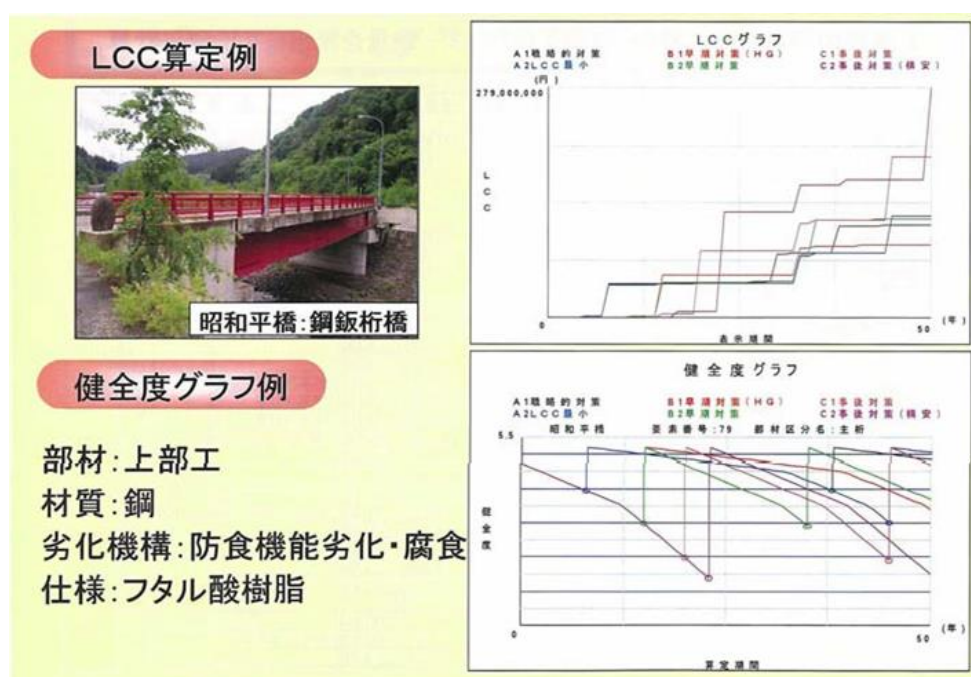 LCC算定例
昭和平橋:鋼鈑桁橋
健全度グラフ例
部材:上部工
材質:鋼
劣化機構:防食機能劣化・腐食
仕様:フタル酸樹脂
LCCグラフ
A1戦略的対策 B1早期対策(HG) C1事後対策
A2LCC最小 B2早期対策 C2事後対策(橋安)
(円)
279,000,000
LCC
0
50
(年)
表示期間
健全度グラフ
A1戦略的対策 B1早期対策(HG) C1事後対策
A2LCC最小 B2早期対策 C2事後対策(橋安)
昭和平橋 要素番号:79 部材区分名:主桁
5.5
健全度
0
50
(年)
算定期間